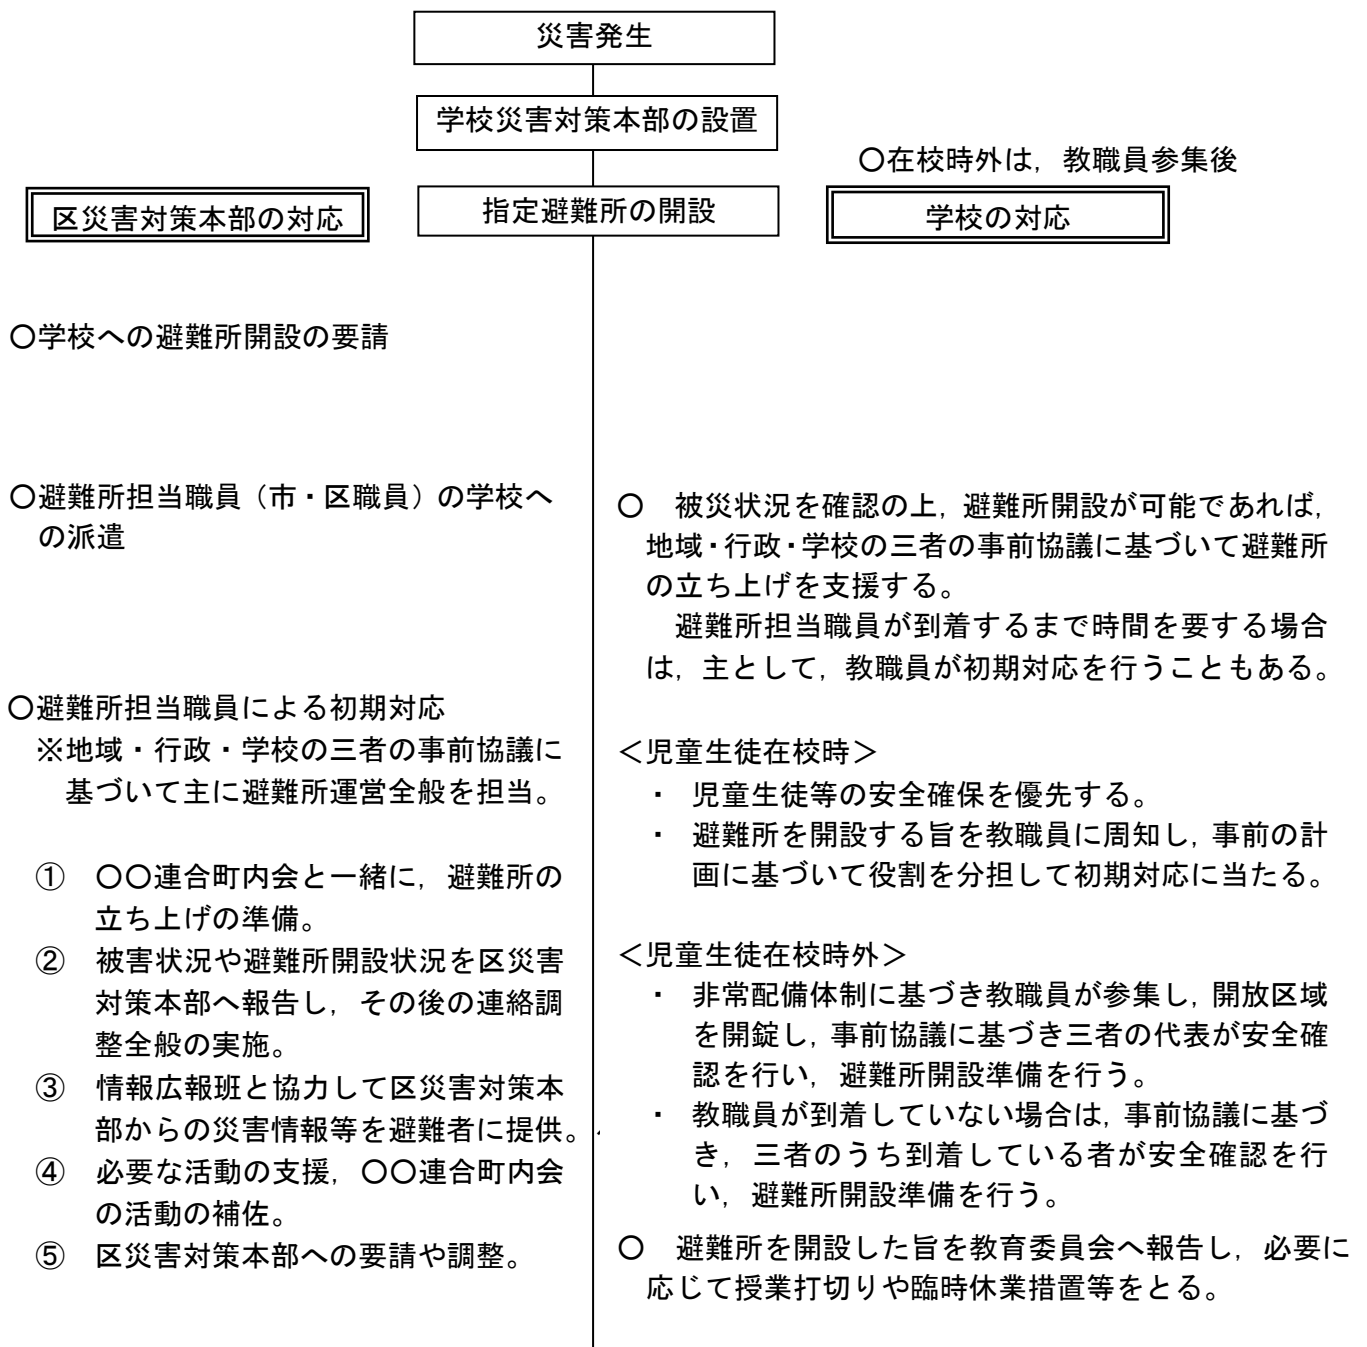 災害発生
学校災害対策本部の設置
〇在校時外は，教職員参集後
区災害対策本部の対応
指定避難所の開設
学校の対応
〇学校への避難所開設の要請
〇避難所担当職員（市・区職員）の学校へ
の派遣
〇避難所担当職員による初期対応
※地域・行政・学校の三者の事前協議に
基づいて主に避難所運営全般を担当。
① 〇〇連合町内会と一緒に，避難所の
立ち上げの準備。
② 被害状況や避難所開設状況を区災害
対策本部へ報告し，その後の連絡調
整全般の実施。
③ 情報広報班と協力して区災害対策本
部からの災害情報等を避難者に提供。
④ 必要な活動の支援，〇〇連合町内会
の活動の補佐。
⑤ 区災害対策本部への要請や調整。
〇 被災状況を確認の上，避難所開設が可能であれば，
地域・行政・学校の三者の事前協議に基づいて避難所
の立ち上げを支援する。
避難所担当職員が到着するまで時間を要する場合
は，主として，教職員が初期対応を行うこともある。
＜児童生徒在校時＞
・ 児童生徒等の安全確保を優先する。
・ 避難所を開設する旨を教職員に周知し，事前の計
画に基づいて役割を分担して初期対応に当たる。
＜児童生徒在校時外＞
・ 非常配備体制に基づき教職員が参集し，開放区域
を開錠し，事前協議に基づき三者の代表が安全確
認を行い，避難所開設準備を行う。
・ 教職員が到着していない場合は，事前協議に基づ
き，三者のうち到着している者が安全確認を行
い，避難所開設準備を行う。
〇 避難所を開設した旨を教育委員会へ報告し，必要に
応じて授業打切りや臨時休業措置等をとる。